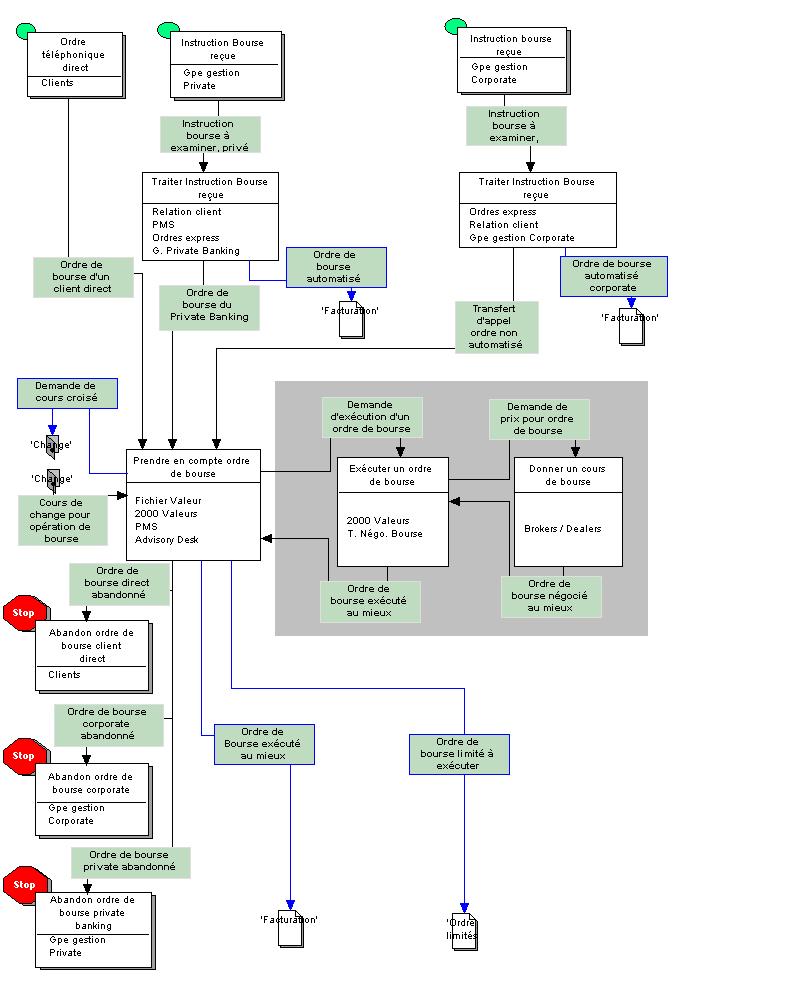 Ordre
téléphonique
direct
Clients
Instruction Bourse
reçue
Gpe gestion
Private
Instruction bourse
reçue
Gpe gestion
Corporate
Instruction
bourse à
examiner, privé
Instruction
bourse à
examiner,
Traiter Instruction Bourse
reçue
Relation client
PMS
Ordres express
G. Private Banking
Traiter Instruction Bourse
reçue
Ordres express
Relation client
Gpe gestion Corporate
Ordre de
bourse d'un
client direct
Ordre de
bourse du
Private Banking
Ordre de
bourse
automatisé
'Facturation'
Transfert
d'appel
ordre non
automatisé
Ordre de bourse
automatisé
corporate
'Facturation'
Demande de
cours croisé
'Change'
'Change'
Cours de
change pour
opération de
bourse
Prendre en compte ordre
de bourse
Fichier Valeur
2000 Valeurs
PMS
Advisory Desk
Demande
d'exécution d'un
ordre de bourse
Demande de
prix pour ordre
de bourse
Exécuter un ordre
de bourse
2000 Valeurs
T. Négo. Bourse
Donner un cours
de bourse
Brokers / Dealers
Ordre de
bourse exécuté
au mieux
Ordre de
bourse négocié
au mieux
Ordre de
bourse direct
abandonné
Stop
Abandon ordre de
bourse client
direct
Clients
Ordre de bourse
corporate
abandonné
Stop
Abandon ordre de
bourse corporate
Gpe gestion
Corporate
Ordre de bourse
private abandonné
Stop
Abandon ordre de
bourse private
banking
Gpe gestion
Private
Ordre de
Bourse exécuté
au mieux
'Facturation'
Ordre de
bourse limité à
exécuter
'Ordre
limités